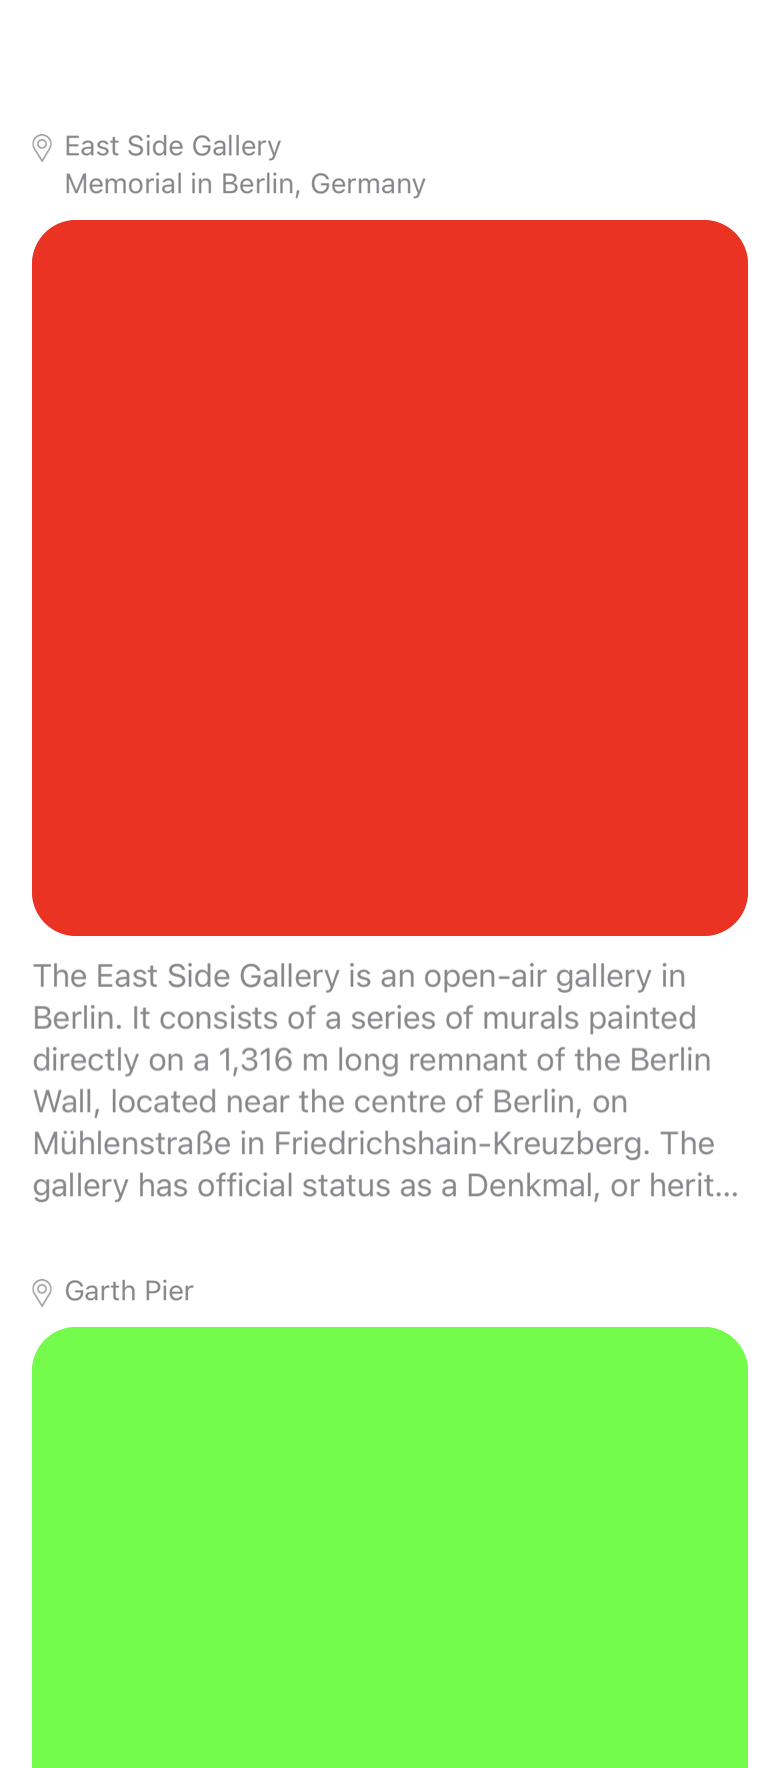 East Side Gallery
Memorial in Berlin, Germany
The East Side Gallery is an open-air gallery in
Berlin. It consists of a series of murals painted
directly on a 1,316 m long remnant of the Berlin
Wall, located near the centre of Berlin, on
Mühlenstraße in Friedrichshain-Kreuzberg. The
gallery has official status as a Denkmal, or herit...
Garth Pier